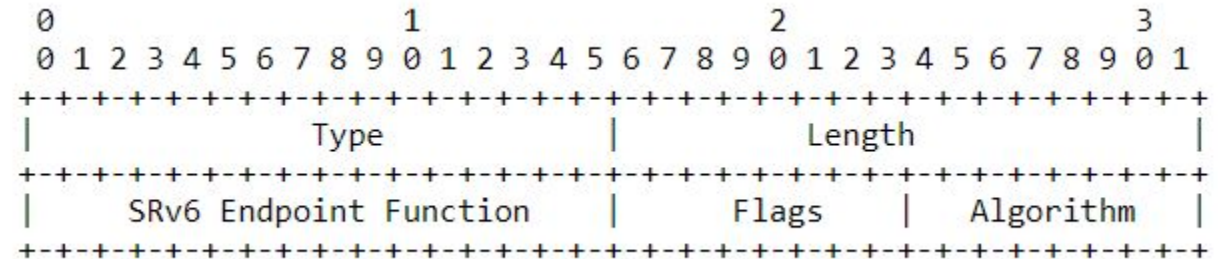 0 1 2 3
0 1 2 3 4 5 6 7 8 9 0 1 2 3 4 5 6 7 8 9 0 1 2 3 4 5 6 7 8 9 0 1
+-+-+-+-+-+-+-+-+-+-+-+-+-+-+-+-+-+-+-+-+-+-+-+-+-+-+-+-+-+-+-+-+
| Type | Length |
+-+-+-+-+-+-+-+-+-+-+-+-+-+-+-+-+-+-+-+-+-+-+-+-+-+-+-+-+-+-+-+-+
| SRv6 Endpoint Function | Flags | Algorithm |
+-+-+-+-+-+-+-+-+-+-+-+-+-+-+-+-+-+-+-+-+-+-+-+-+-+-+-+-+-+-+-+-+